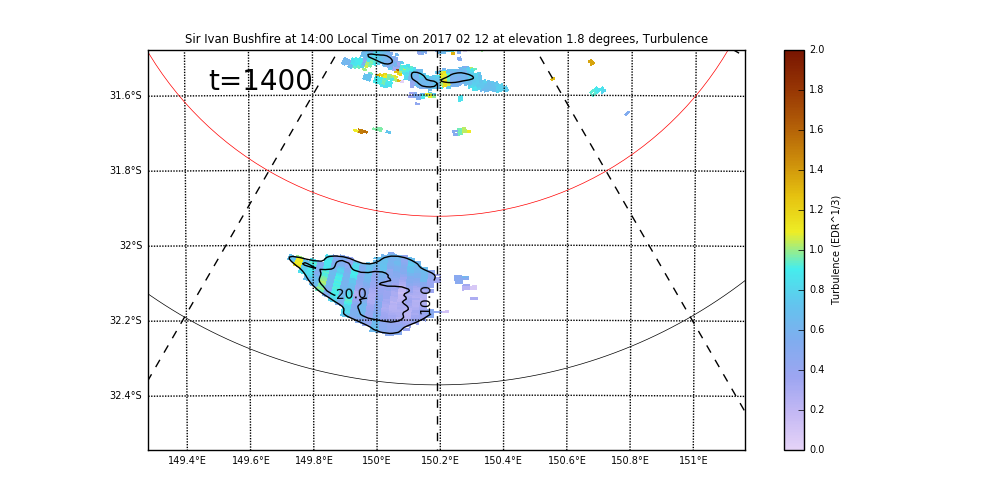 Sir Ivan Bushfire at 14:00 Local Time on 2017 02 12 at elevation 1.8 degrees, Turbulence
t=1400
31.6°S
31.8°S
32°S
32.2°S
32.4°S
20.0
10.0
149.4°E 149.6°E 149.8°E 150°E 150.2°E 150.4°E 150.6°E 150.8°E 151°E
2.0
1.8
1.6
1.4
1.2
1.0
0.8
0.6
0.4
0.2
0.0
Turbulence (EDR^1/3)